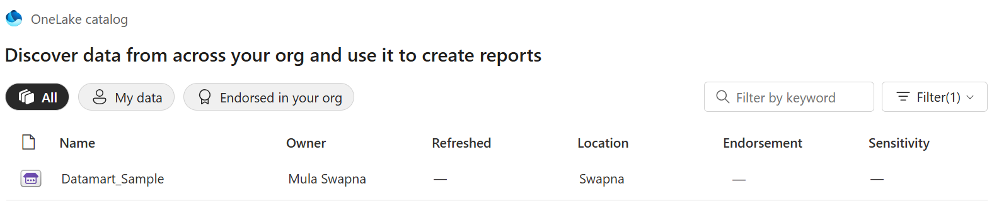 OneLake catalog
Discover data from across your org and use it to create reports
All My data Endorsed in your org Filter by keyword Filter(1)
Name Owner Refreshed Location Endorsement Sensitivity
Datamart_Sample Mula Swapna — Swapna — —